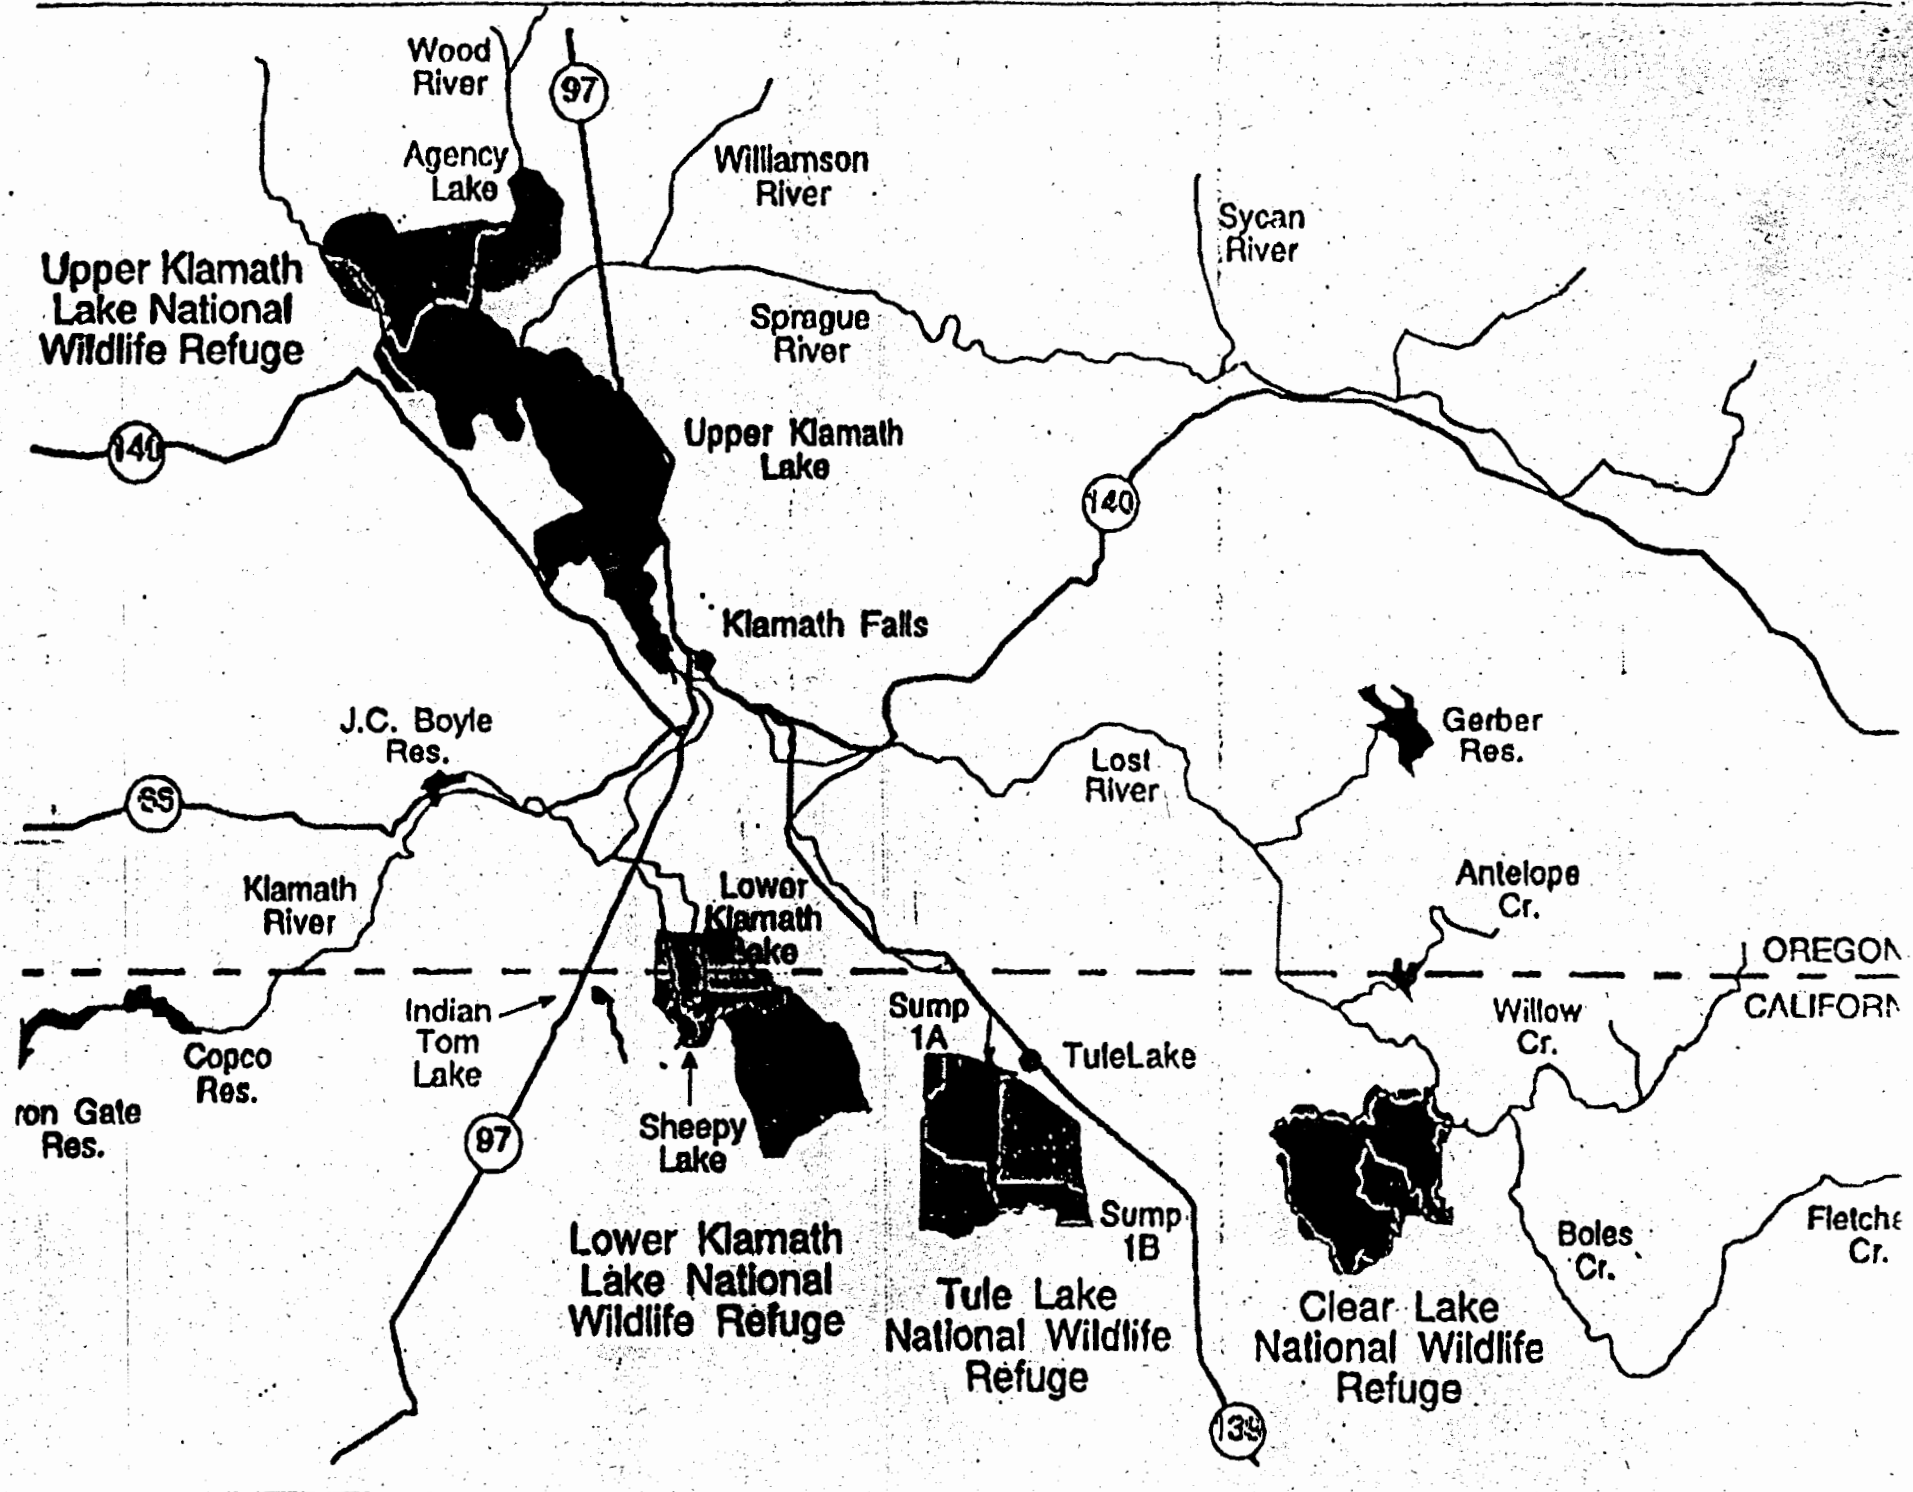 Wood
River
97
Agency
Lake
Williamson
River
Sycan
River
Upper Klamath
Lake National
Wildlife Refuge
Sprague
River
140
Upper Klamath
Lake
140
Klamath Falls
J.C. Boyle
Res.
Gerber
Res.
Lost
River
Klamath
River
Lower
Klamath
Lake
Antelope
Cr.
OREGON
CALIFORN
Indian
Tom
Lake
Sump
1A
Willow
Cr.
Copco
Res.
TuleLake
ron Gate
Res.
97
Sheepy
Lake
Sump
1B
Boles
Cr.
Fletche
Cr.
Lower Klamath
Lake National
Wildlife Refuge
Tule Lake
National Wildlife
Refuge
Clear Lake
National Wildlife
Refuge
139